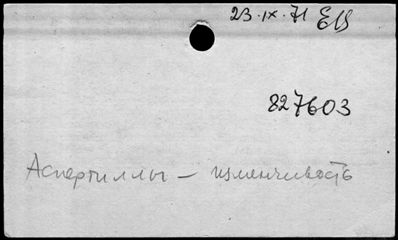 23.IX.71 ЕВ
827603
Аспергиллы — изменчивость